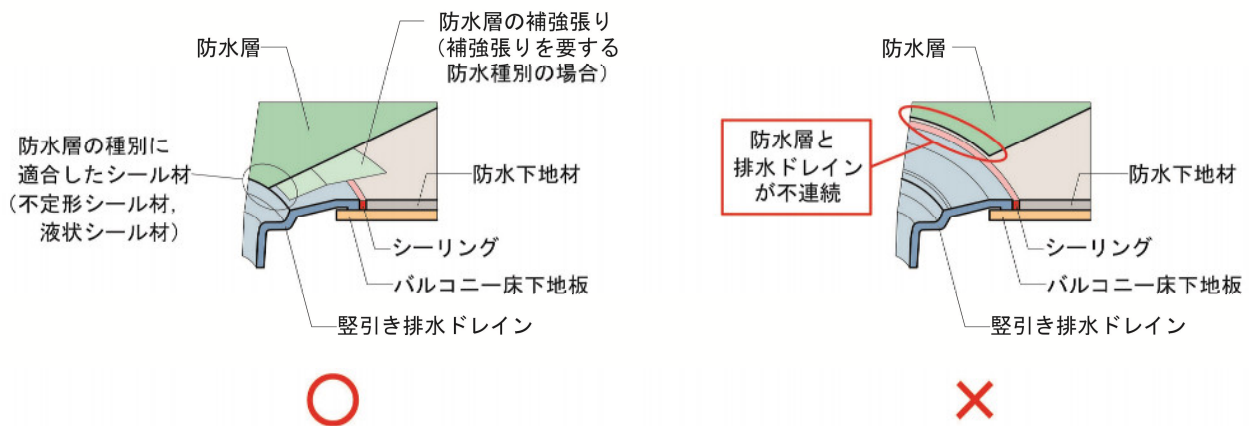 防水層の補強張り
（補強張りを要する
防水種別の場合）
防水層
防水層の種別に
適合したシール材
（不定形シール材，
液状シール材）
防水下地材
シーリング
バルコニー床下地板
竪引き排水ドレイン
防水層
防水層と
排水ドレイン
が不連続
防水下地材
シーリング
バルコニー床下地板
竪引き排水ドレイン